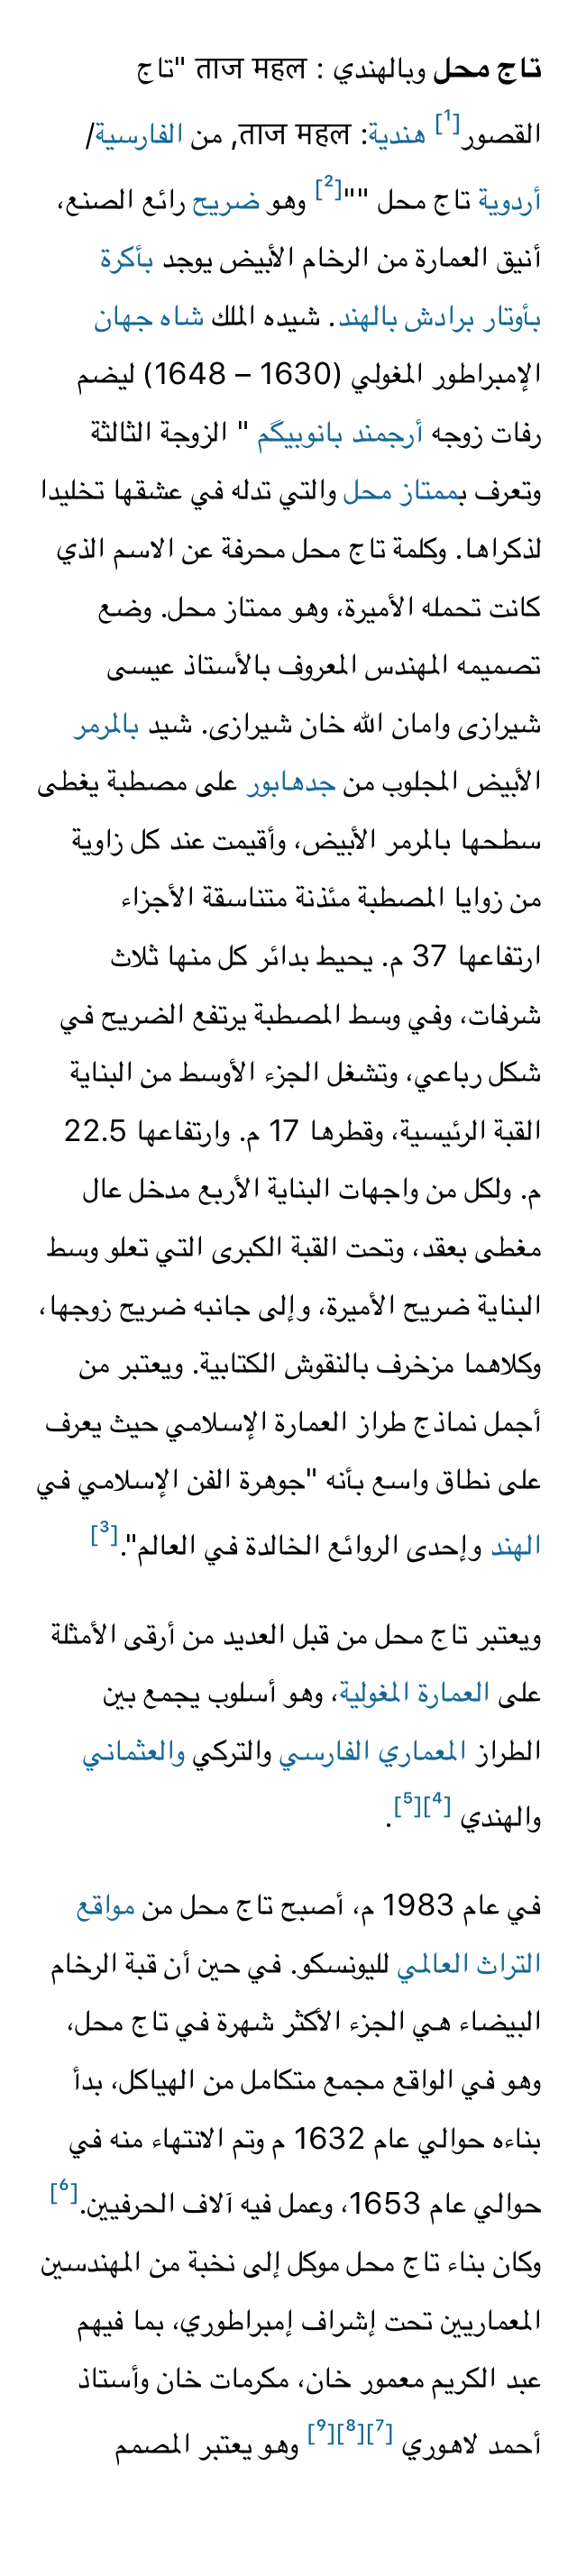 تاج محل وبالهندي : ताज महल "تاج
القصور[1] هندية: ताज महल, من الفارسية/
أردوية تاج محل ""[2] وهو ضريح رائع الصنع،
أنيق العمارة من الرخام الأبيض يوجد بأكرة
بأوتار برادش بالهند. شيده الملك شاه جهان
الإمبراطور المغولي (1630 – 1648) ليضم
رفات زوجه أرجمند بانوبيگم " الزوجة الثالثة
وتعرف بممتاز محل والتي تدله في عشقها تخليدا
لذكراها. وكلمة تاج محل محرفة عن الاسم الذي
كانت تحمله الأميرة، وهو ممتاز محل. وضع
تصميمه المهندس المعروف بالأستاذ عيسى
شيرازى وامان الله خان شيرازى. شيد بالمرمر
الأبيض المجلوب من جدهابور على مصطبة يغطى
سطحها بالمرمر الأبيض، وأقيمت عند كل زاوية
من زوايا المصطبة مئذنة متناسقة الأجزاء
ارتفاعها 37 م. يحيط بدائر كل منها ثلاث
شرفات، وفي وسط المصطبة يرتفع الضريح في
شكل رباعي، وتشغل الجزء الأوسط من البناية
القبة الرئيسية، وقطرها 17 م. وارتفاعها 22.5
م. ولكل من واجهات البناية الأربع مدخل عال
مغطى بعقد، وتحت القبة الكبرى التي تعلو وسط
البناية ضريح الأميرة، وإلى جانبه ضريح زوجها،
وكلاهما مزخرف بالنقوش الكتابية. ويعتبر من
أجمل نماذج طراز العمارة الإسلامي حيث يعرف
على نطاق واسع بأنه "جوهرة الفن الإسلامي في
الهند وإحدى الروائع الخالدة في العالم".[3]
ويعتبر تاج محل من قبل العديد من أرقى الأمثلة
على العمارة المغولية، وهو أسلوب يجمع بين
الطراز المعماري الفارسي والتركي والعثماني
والهندي [4][5].
في عام 1983 م، أصبح تاج محل من مواقع
التراث العالمي لليونسكو. في حين أن قبة الرخام
البيضاء هي الجزء الأكثر شهرة في تاج محل،
وهو في الواقع مجمع متكامل من الهياكل، بدأ
بناءه حوالي عام 1632 م وتم الانتهاء منه في
حوالي عام 1653، وعمل فيه آلاف الحرفيين.[6]
وكان بناء تاج محل موكل إلى نخبة من المهندسين
المعماريين تحت إشراف إمبراطوري، بما فيهم
عبد الكريم معمور خان، مكرمات خان وأستاذ
أحمد لاهوري [7][8][9] وهو يعتبر المصمم